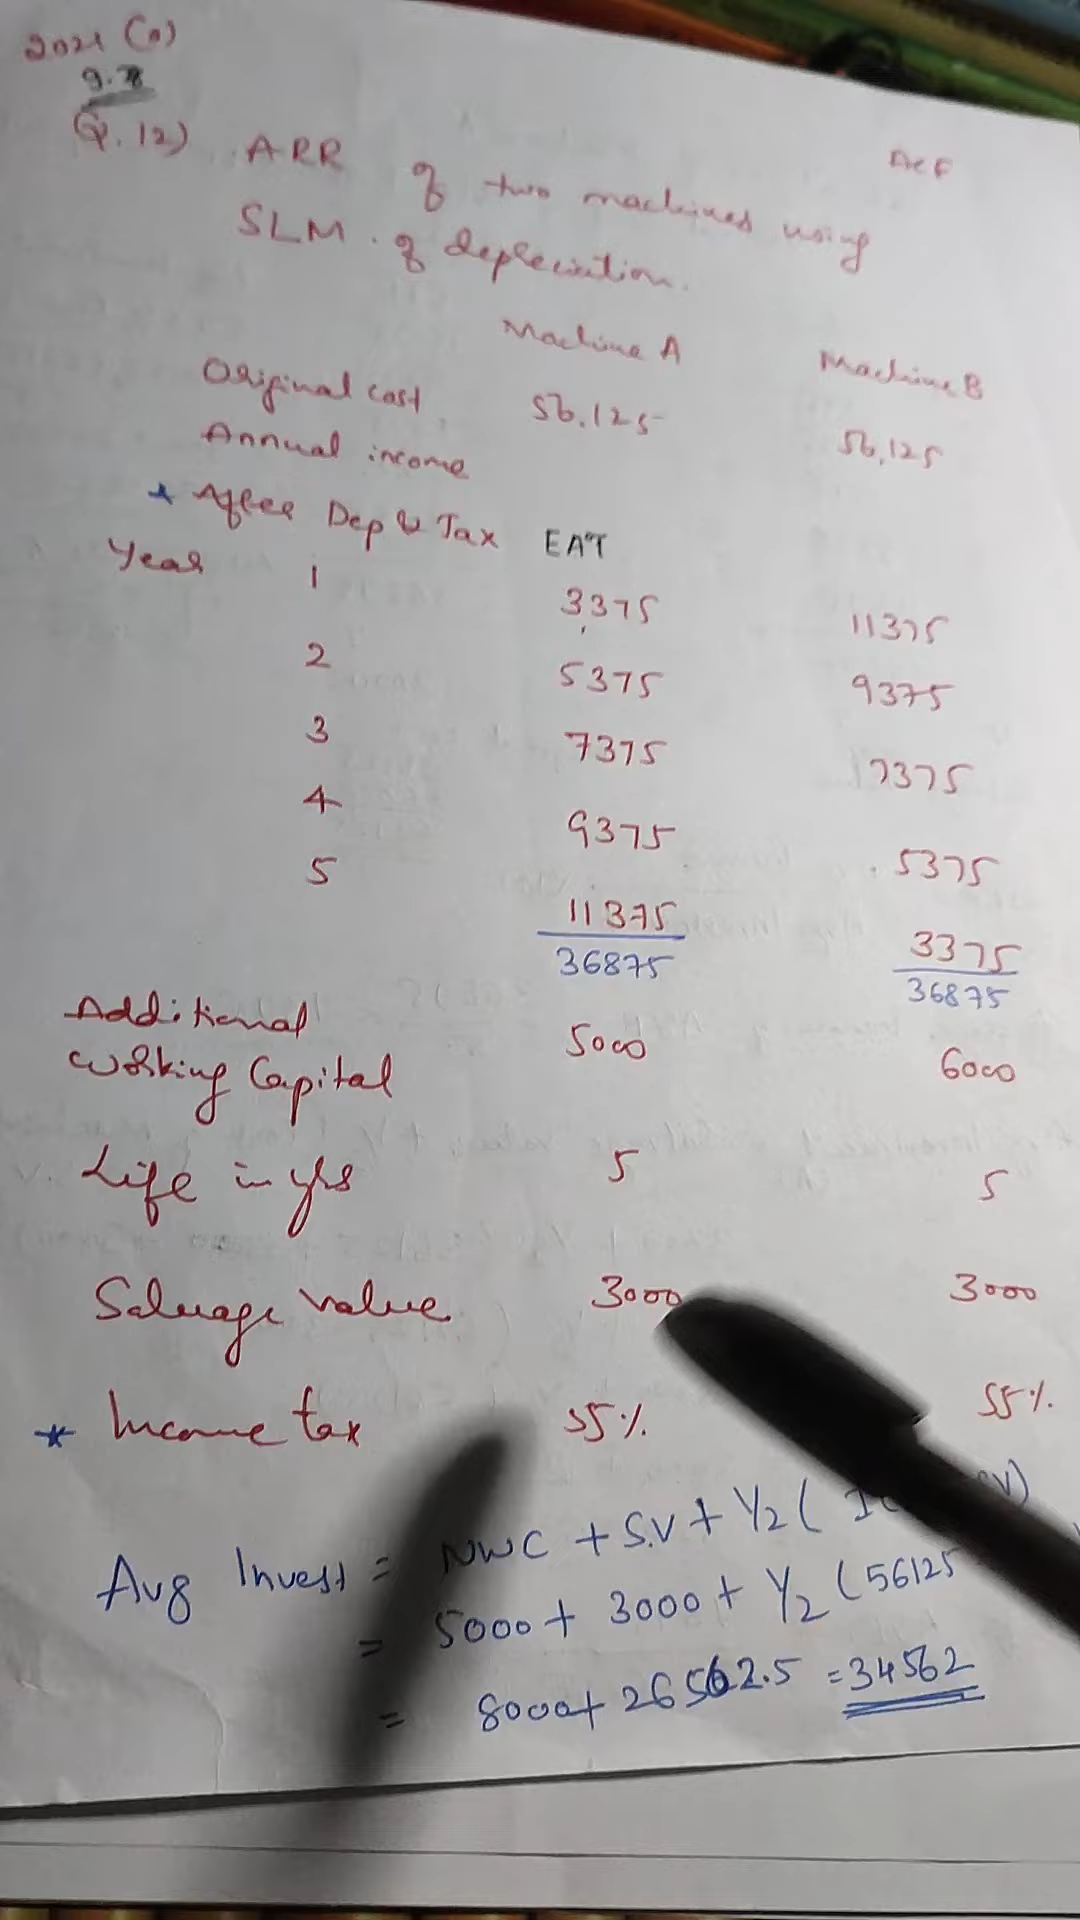 2021 (o)
9.8
Q. 12) ARR of two machines using
Acf
SLM. of depreciation.
Machine A Machine B
Original cost 56,125 56,125
Annual income
* After Dep & Tax EAT
Year 1 3375 11375
2 5375 9375
3 7375 7375
4 9375 5375
5 11375 3375
36875 36875
Additional
Working Capital 5000 6000
Life in yrs 5 5
Salvage value 3000 3000
* Income tax 55% 55%
Avg Invest = NWC + S.V + 1/2 (
= 5000 + 3000 + 1/2 (56125
= 8000 + 26562.5 = 34562